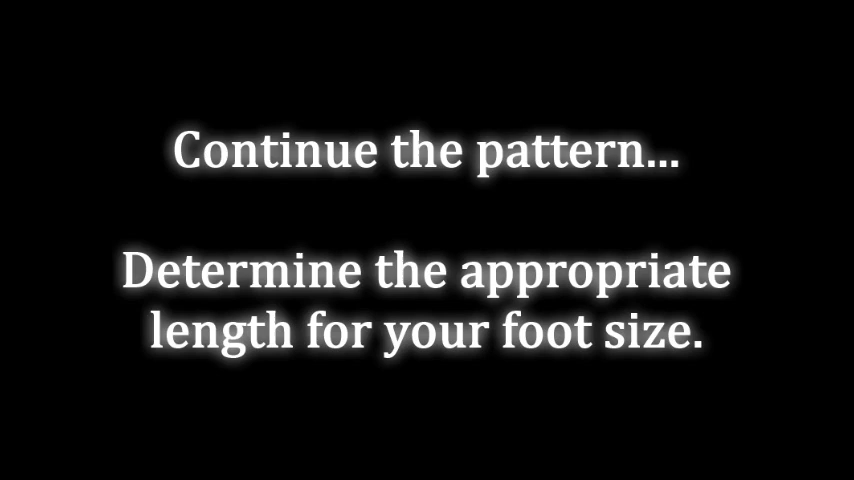 Continue the pattern...
Determine the appropriate
length for your foot size.